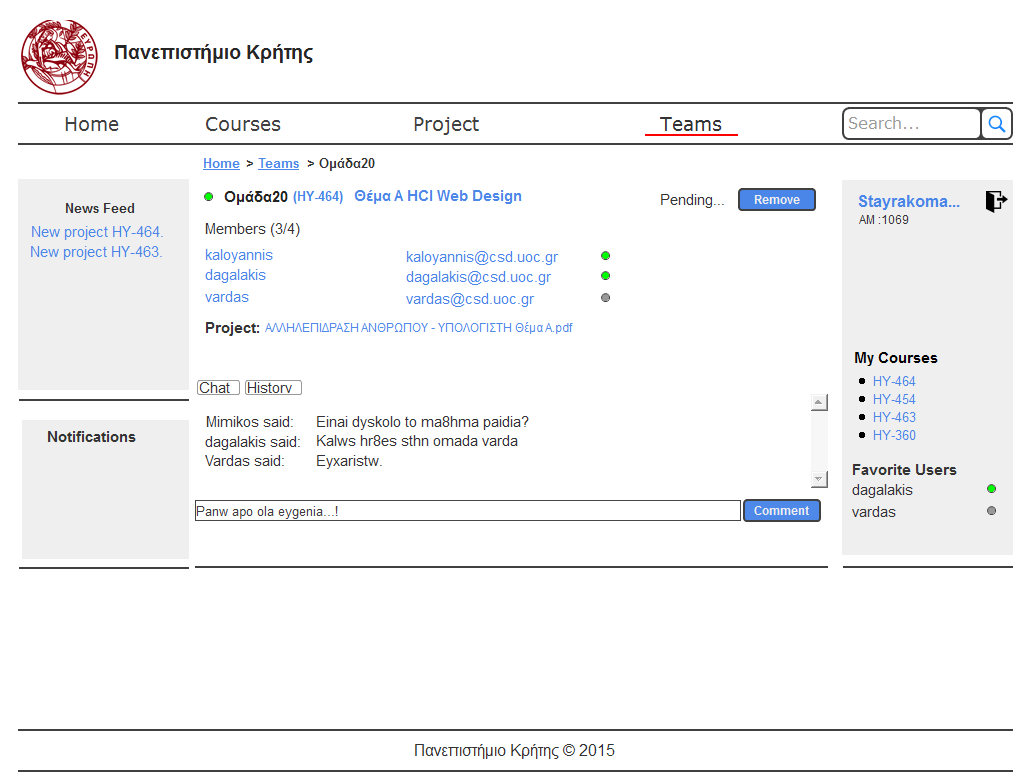 ΕΥΡΩΠΗ
Πανεπιστήμιο Κρήτης
Home Courses Project Teams Search...
Home > Teams > Ομάδα20
News Feed
New project HY-464.
New project HY-463.
Notifications
Ομάδα20 (HY-464) Θέμα Α HCI Web Design Pending... Remove
Members (3/4)
kaloyannis kaloyannis@csd.uoc.gr
dagalakis dagalakis@csd.uoc.gr
vardas vardas@csd.uoc.gr
Project: ΑΛΛΗΛΕΠΙΔΡΑΣΗ ΑΝΘΡΩΠΟΥ - ΥΠΟΛΟΓΙΣΤΗ Θέμα Α.pdf
Chat History
Mimikos said: Einai dyskolo to ma8hma paidia?
dagalakis said: Kalws hr8es sthn omada varda
Vardas said: Eyxaristw.
Panw apo ola eygenia...! Comment
Stayrakoma...
AM :1069
My Courses
HY-464
HY-454
HY-463
HY-360
Favorite Users
dagalakis
vardas
Πανεπιστήμιο Κρήτης © 2015